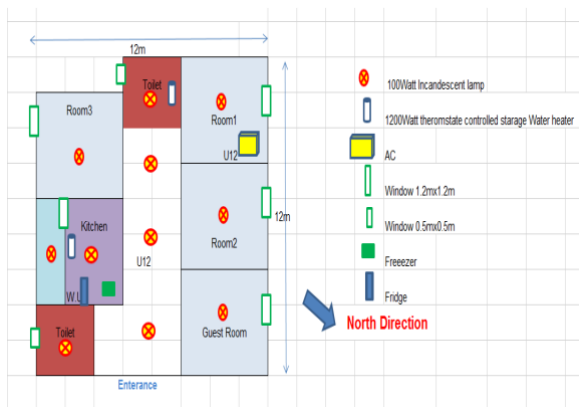 12m
Toilet
Room3
Room1
U12
12m
Kitchen
Room2
U12
W.U
Toilet
Guest Room
Enterance
100Watt Incandescent lamp
1200Watt theromstate controlled starage Water heater
AC
Window 1.2mx1.2m
Window 0.5mx0.5m
Freeezer
Fridge
North Direction